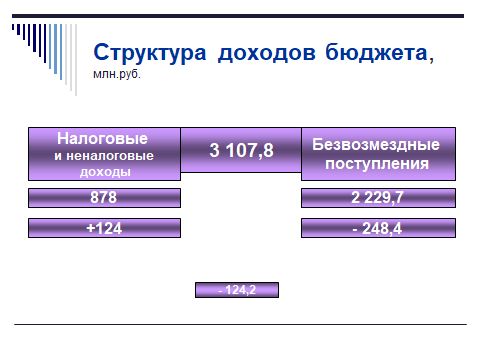 Структура доходов бюджета,
млн.руб.
Налоговые
и неналоговые
доходы
3 107,8
Безвозмездные
поступления
878
2 229,7
+124
- 248,4
- 124,2